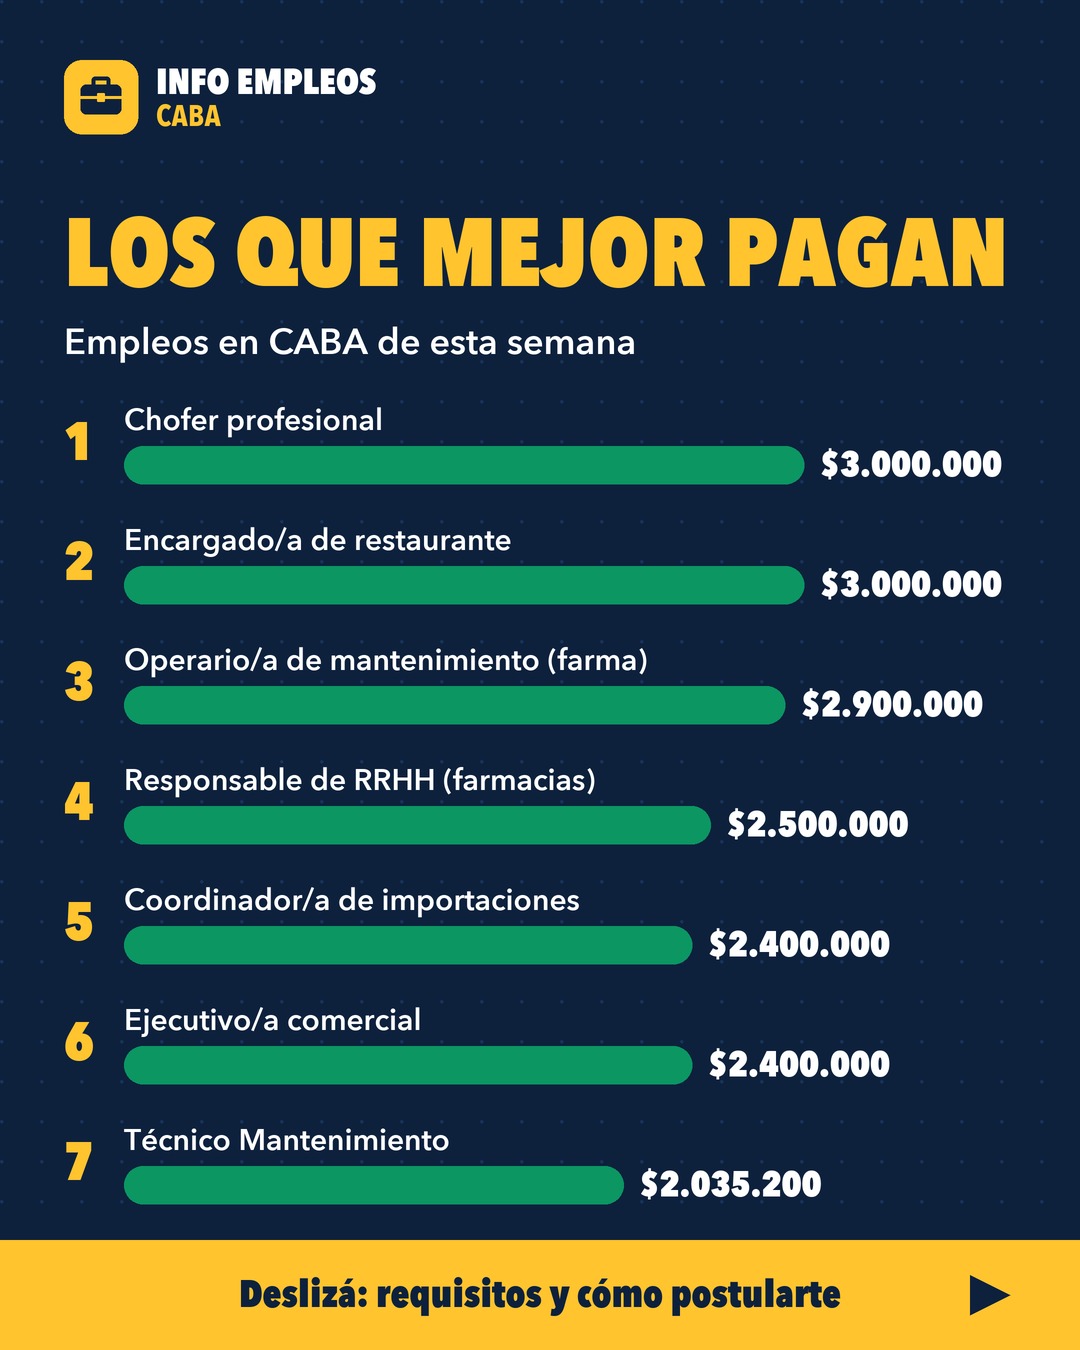 INFO EMPLEOS
CABA
LOS QUE MEJOR PAGAN
Empleos en CABA de esta semana
1 Chofer profesional
$3.000.000
2 Encargado/a de restaurante
$3.000.000
3 Operario/a de mantenimiento (farma)
$2.900.000
4 Responsable de RRHH (farmacias)
$2.500.000
5 Coordinador/a de importaciones
$2.400.000
6 Ejecutivo/a comercial
$2.400.000
7 Técnico Mantenimiento
$2.035.200
Deslizá: requisitos y cómo postularte